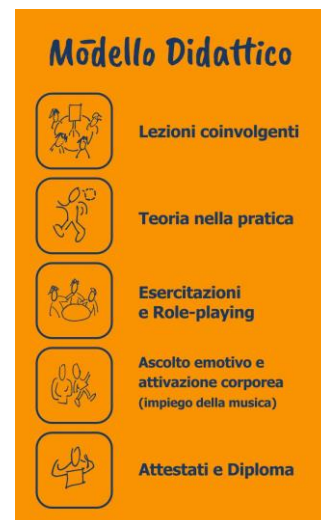 Modello Didattico
Lezioni coinvolgenti
Teoria nella pratica
Esercitazioni
e Role-playing
Ascolto emotivo e
attivazione corporea
(impiego della musica)
Attestati e Diploma